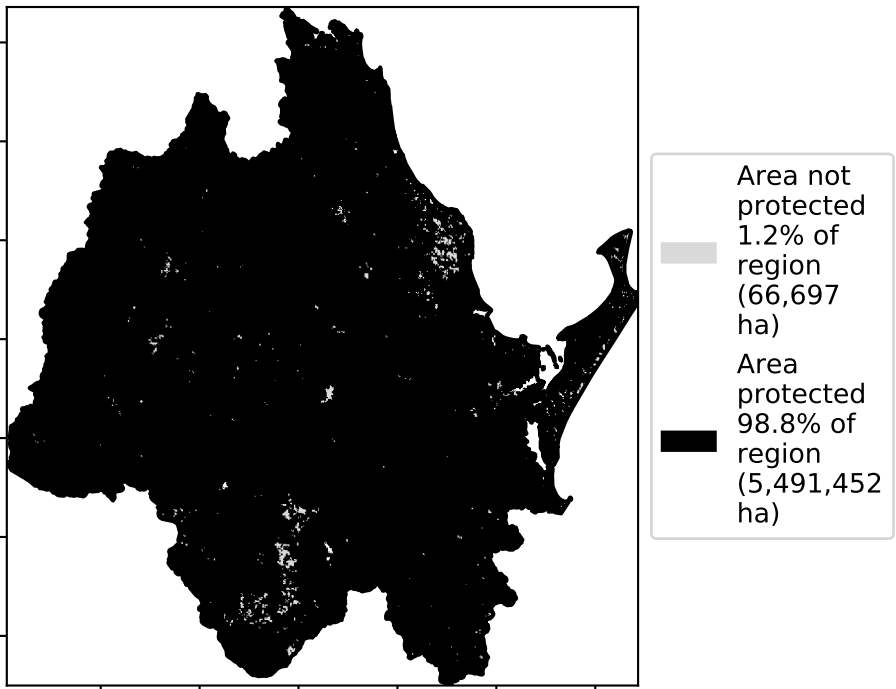 Area not
protected
1.2% of
region
(66,697
ha)
Area
protected
98.8% of
region
(5,491,452
ha)